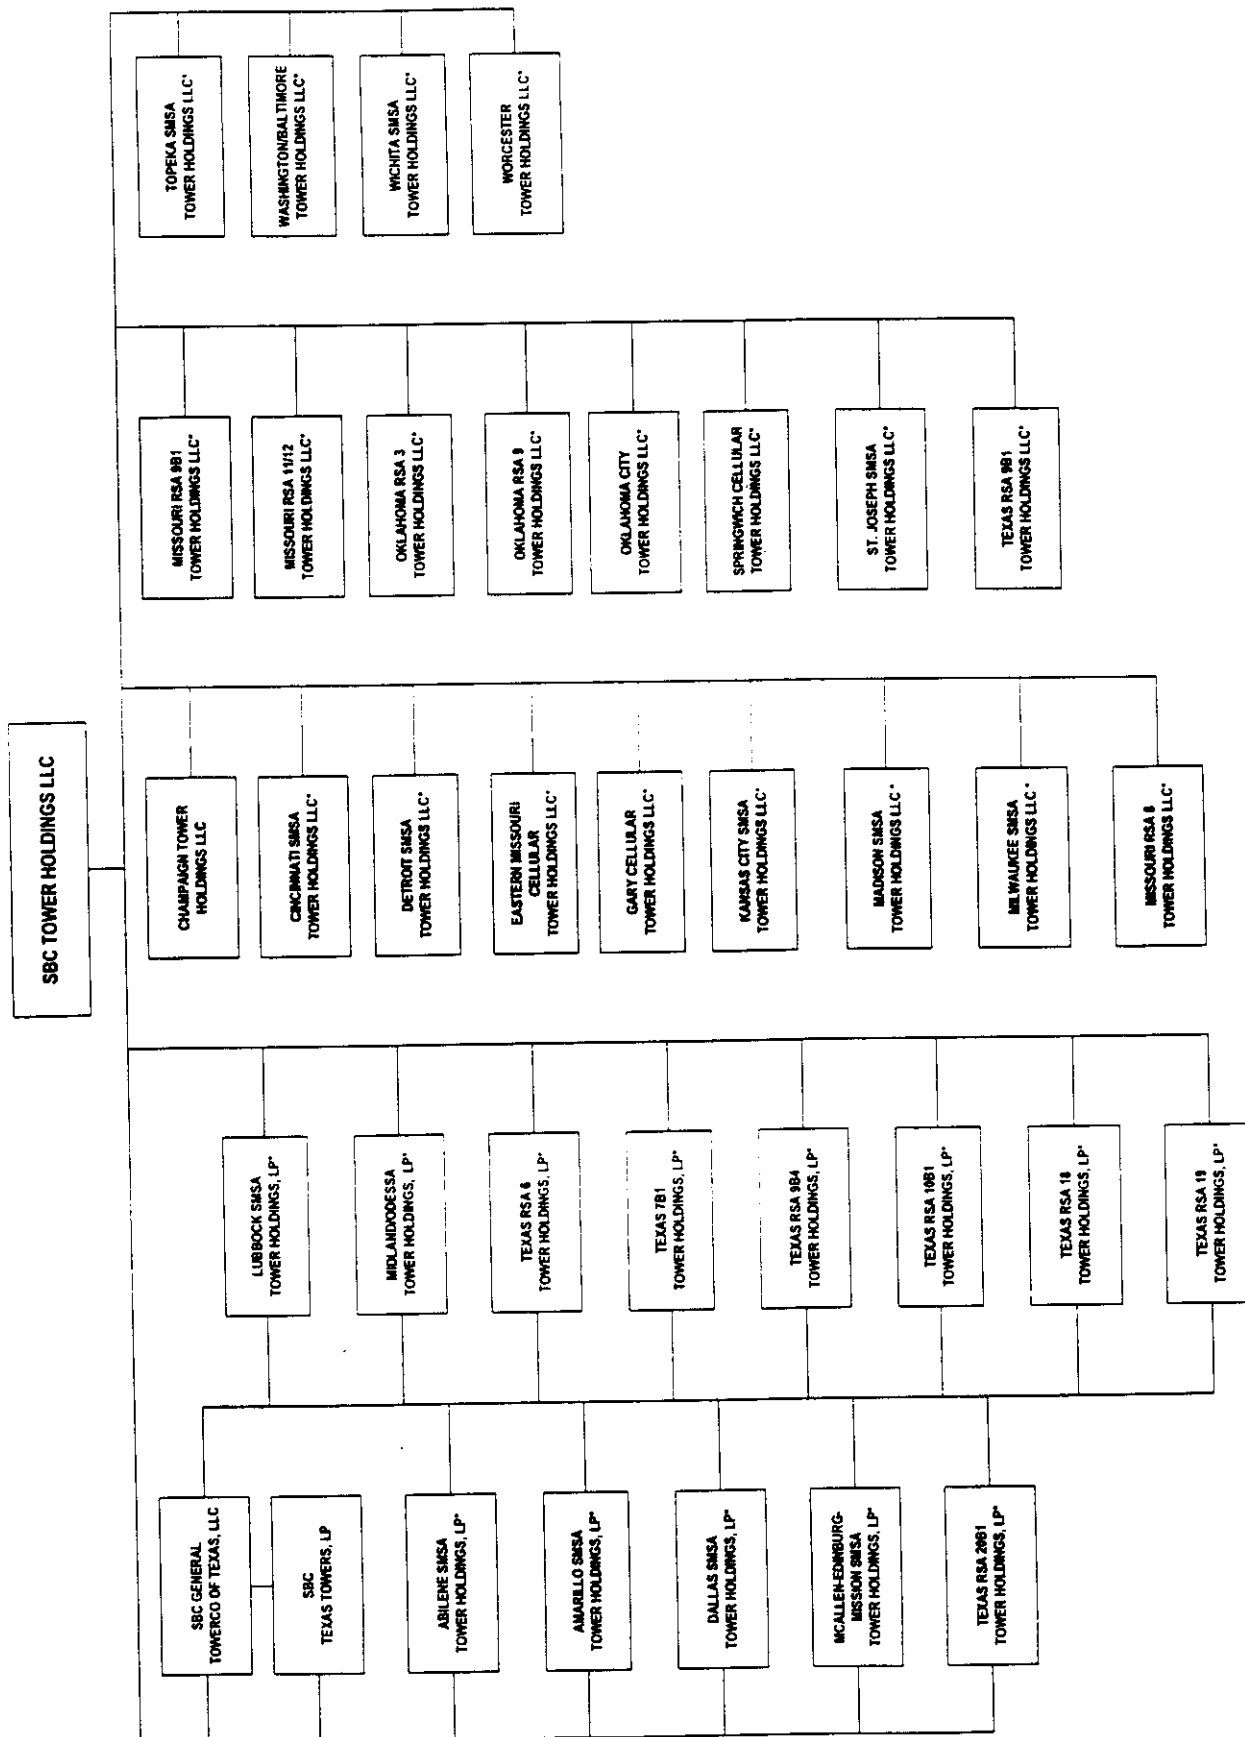 SBC TOWER HOLDINGS LLC
SBC GENERAL
TOWERCO OF TEXAS, LLC
SBC
TEXAS TOWERS, LP
ABILENE SMSA
TOWER HOLDINGS, LP*
AMARILLO SMSA
TOWER HOLDINGS, LP*
DALLAS SMSA
TOWER HOLDINGS, LP*
MCALLEN-EDINBURG-
MISSION SMSA
TOWER HOLDINGS, LP*
TEXAS RSA 20B1
TOWER HOLDINGS, LP*
LUBBOCK SMSA
TOWER HOLDINGS, LP*
MIDLAND/ODESSA
TOWER HOLDINGS, LP*
TEXAS RSA 6
TOWER HOLDINGS, LP*
TEXAS 7B1
TOWER HOLDINGS, LP*
TEXAS RSA 9B4
TOWER HOLDINGS, LP*
TEXAS RSA 10B1
TOWER HOLDINGS, LP*
TEXAS RSA 18
TOWER HOLDINGS, LP*
TEXAS RSA 19
TOWER HOLDINGS, LP*
CHAMPAIGN TOWER
HOLDINGS LLC
CINCINNATI SMSA
TOWER HOLDINGS LLC*
DETROIT SMSA
TOWER HOLDINGS LLC*
EASTERN MISSOURI
CELLULAR
TOWER HOLDINGS LLC*
GARY CELLULAR
TOWER HOLDINGS LLC*
KANSAS CITY SMSA
TOWER HOLDINGS LLC*
MADISON SMSA
TOWER HOLDINGS LLC*
MILWAUKEE SMSA
TOWER HOLDINGS LLC*
MISSOURI RSA 8
TOWER HOLDINGS LLC*
MISSOURI RSA 9B1
TOWER HOLDINGS LLC*
MISSOURI RSA 11/12
TOWER HOLDINGS LLC*
OKLAHOMA RSA 3
TOWER HOLDINGS LLC*
OKLAHOMA RSA 9
TOWER HOLDINGS LLC*
OKLAHOMA CITY
TOWER HOLDINGS LLC*
SPRINGWICH CELLULAR
TOWER HOLDINGS LLC*
ST. JOSEPH SMSA
TOWER HOLDINGS LLC*
TEXAS RSA 9B1
TOWER HOLDINGS LLC*
TOPEKA SMSA
TOWER HOLDINGS LLC*
WASHINGTON/BALTIMORE
TOWER HOLDINGS LLC*
WICHITA SMSA
TOWER HOLDINGS LLC*
WORCESTER
TOWER HOLDINGS LLC*